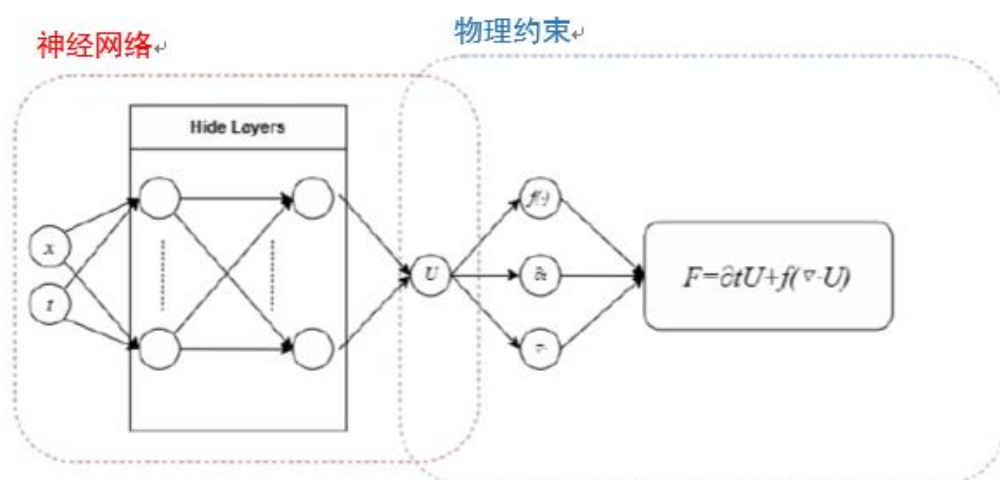 神经网络
物理约束
Hide Layers
x
t
U
f(·)
∂t
∇·
F=∂tU+f(∇·U)